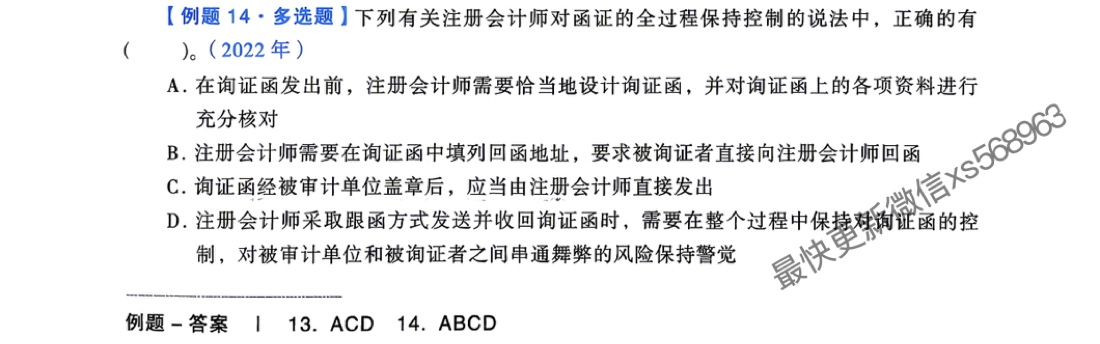 【例题 14·多选题】下列有关注册会计师对函证的全过程保持控制的说法中，正确的有
(　　)。（2022 年）
A. 在询证函发出前，注册会计师需要恰当地设计询证函，并对询证函上的各项资料进行
充分核对
B. 注册会计师需要在询证函中填列回函地址，要求被询证者直接向注册会计师回函
C. 询证函经被审计单位盖章后，应当由注册会计师直接发出
D. 注册会计师采取跟函方式发送并收回询证函时，需要在整个过程中保持对询证函的控
制，对被审计单位和被询证者之间串通舞弊的风险保持警觉
最快更新微信xs568963
例题 – 答案 | 13. ACD 14. ABCD